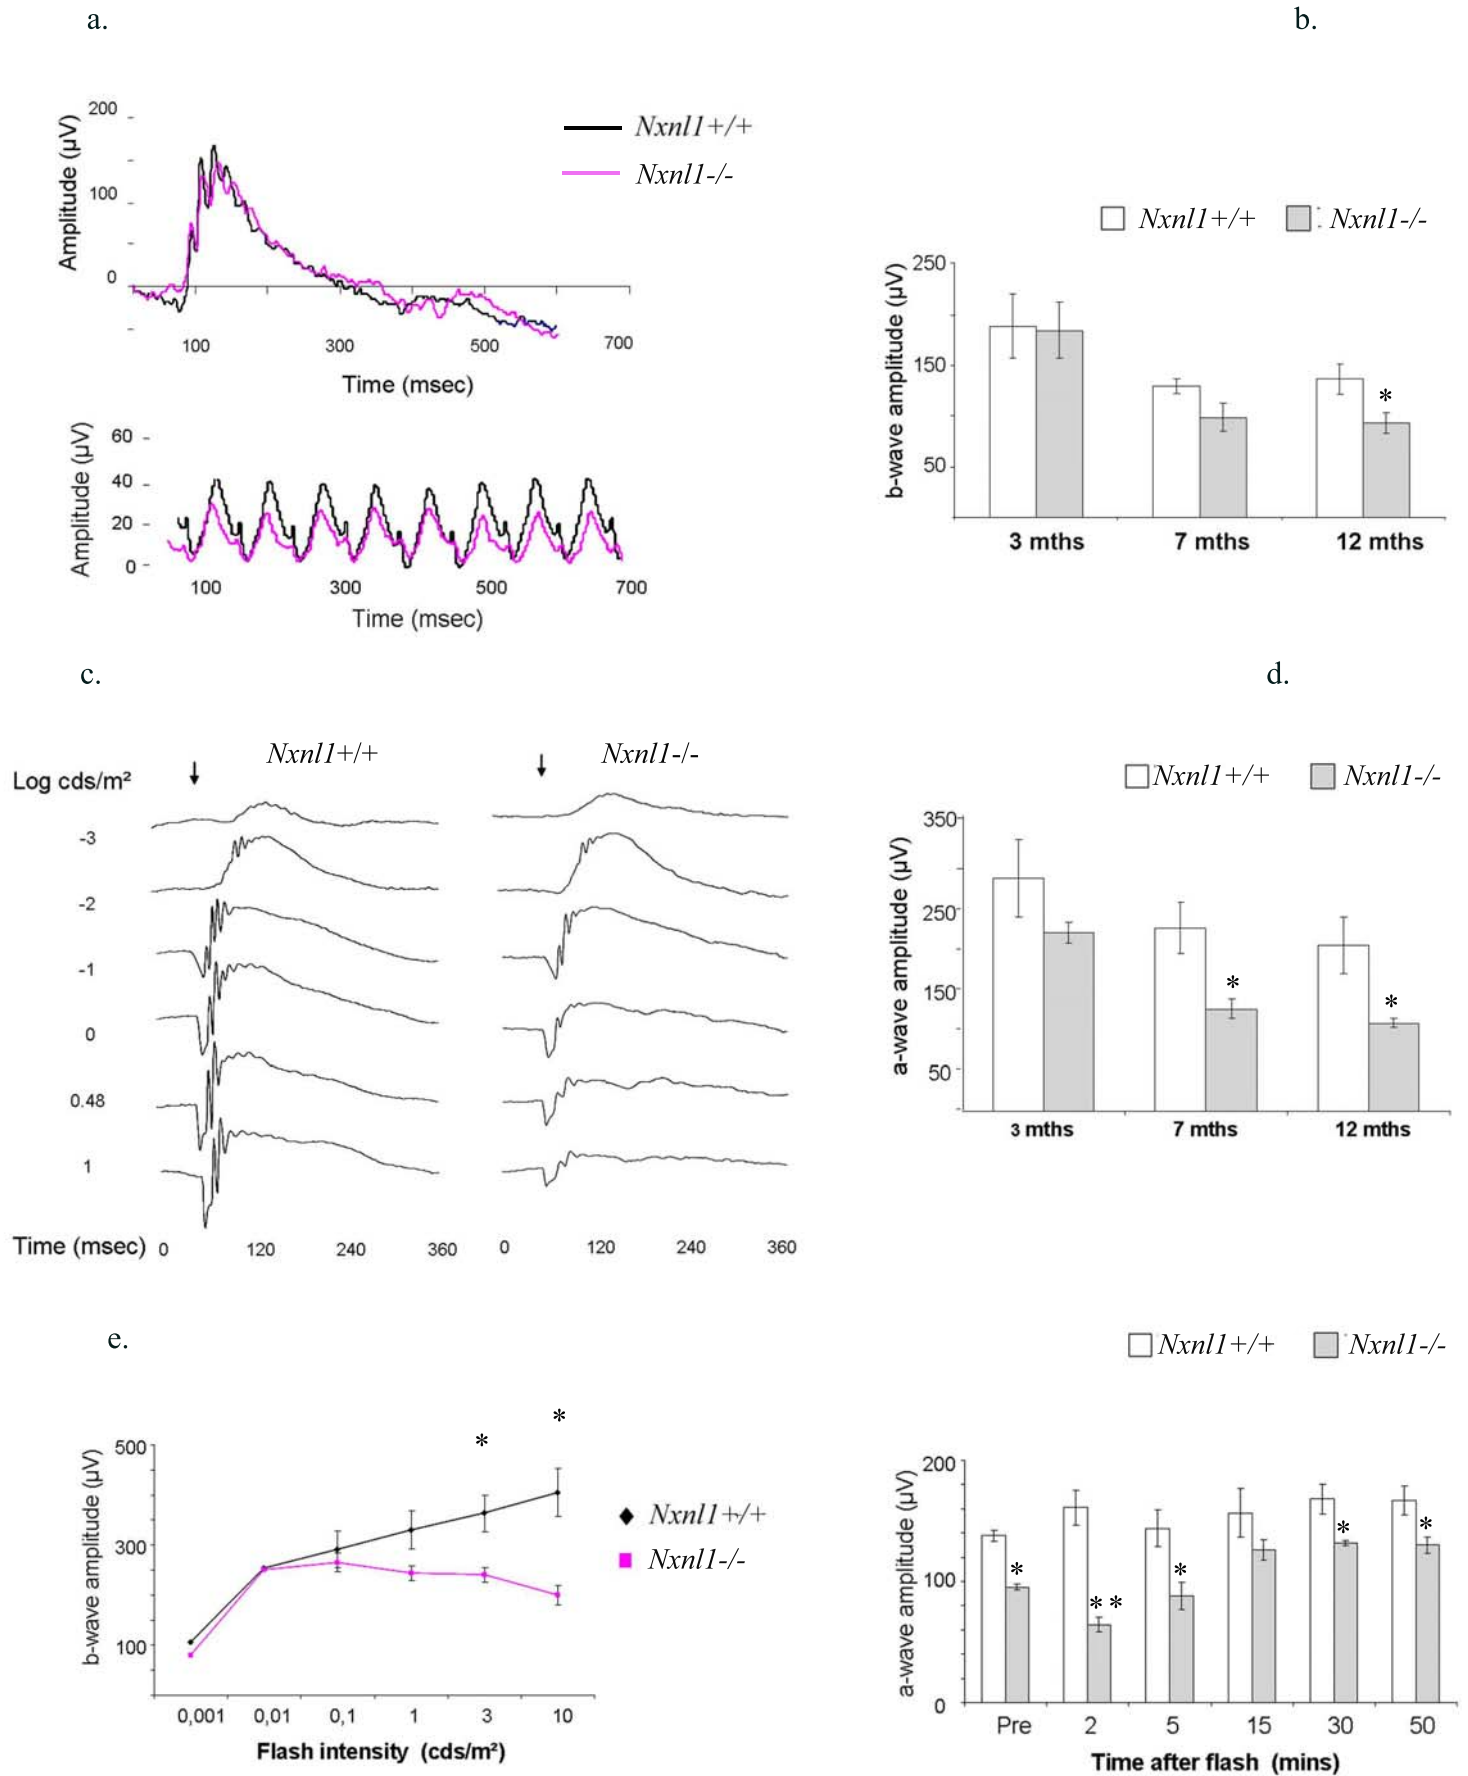 a.
b.
200
100
0
Amplitude (µV)
Nxnl1+/+
Nxnl1-/-
100 300 500 700
Time (msec)
60
40
20
0
Amplitude (µV)
100 300 500 700
Time (msec)
Nxnl1+/+ Nxnl1-/-
250
150
50
b-wave amplitude (µV)
*
3 mths 7 mths 12 mths
c.
d.
Nxnl1+/+ Nxnl1-/-
Log cds/m²
-3
-2
-1
0
0.48
1
Time (msec) 0 120 240 360 0 120 240 360
Nxnl1+/+ Nxnl1-/-
350
250
150
50
a-wave amplitude (µV)
* *
3 mths 7 mths 12 mths
e.
500
300
100
b-wave amplitude (µV)
* *
Nxnl1+/+
Nxnl1-/-
0,001 0,01 0,1 1 3 10
Flash intensity (cds/m²)
Nxnl1+/+ Nxnl1-/-
200
100
0
a-wave amplitude (µV)
* ** * * *
Pre 2 5 15 30 50
Time after flash (mins)